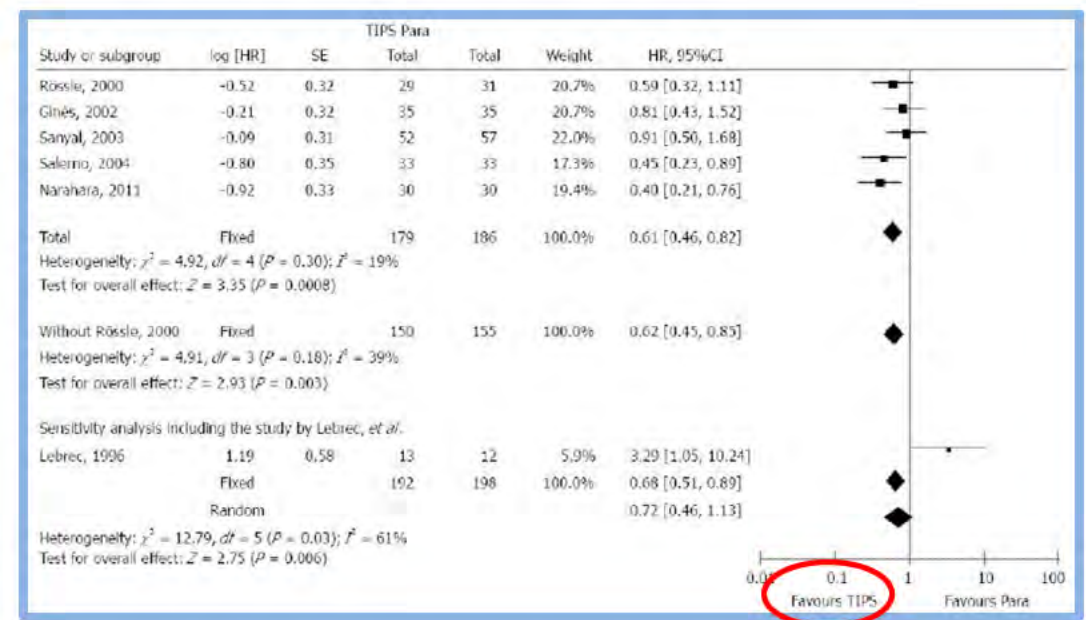 TIPS Para
Study or subgroup log [HR] SE Total Total Weight HR, 95%CI
Rössle, 2000 -0.52 0.32 29 31 20.7% 0.59 [0.32, 1.11]
Ginés, 2002 -0.21 0.32 35 35 20.7% 0.81 [0.43, 1.52]
Sanyal, 2003 -0.09 0.31 52 57 22.0% 0.91 [0.50, 1.68]
Salerno, 2004 -0.80 0.35 33 33 17.3% 0.45 [0.23, 0.89]
Narahara, 2011 -0.92 0.33 30 30 19.4% 0.40 [0.21, 0.76]
Total Fixed 179 186 100.0% 0.61 [0.46, 0.82]
Heterogeneity: χ² = 4.92, df = 4 (P = 0.30); I² = 19%
Test for overall effect: Z = 3.35 (P = 0.0008)
Without Rössle, 2000 Fixed 150 155 100.0% 0.62 [0.45, 0.85]
Heterogeneity: χ² = 4.91, df = 3 (P = 0.18); I² = 39%
Test for overall effect: Z = 2.93 (P = 0.003)
Sensitivity analysis including the study by Lebrec, et al.
Lebrec, 1996 1.19 0.58 13 12 5.9% 3.29 [1.05, 10.24]
Fixed 192 198 100.0% 0.68 [0.51, 0.89]
Random 0.72 [0.46, 1.13]
Heterogeneity: χ² = 12.79, df = 5 (P = 0.03); I² = 61%
Test for overall effect: Z = 2.75 (P = 0.006)
0.01 0.1 1 10 100
Favours TIPS Favours Para